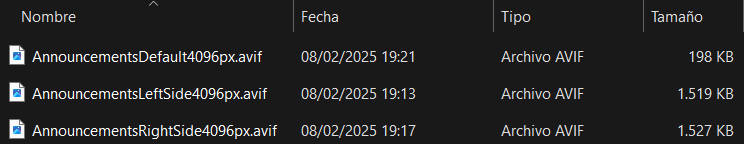 Nombre Fecha Tipo Tamaño
AnnouncementsDefault4096px.avif 08/02/2025 19:21 Archivo AVIF 198 KB
AnnouncementsLeftSide4096px.avif 08/02/2025 19:13 Archivo AVIF 1.519 KB
AnnouncementsRightSide4096px.avif 08/02/2025 19:17 Archivo AVIF 1.527 KB